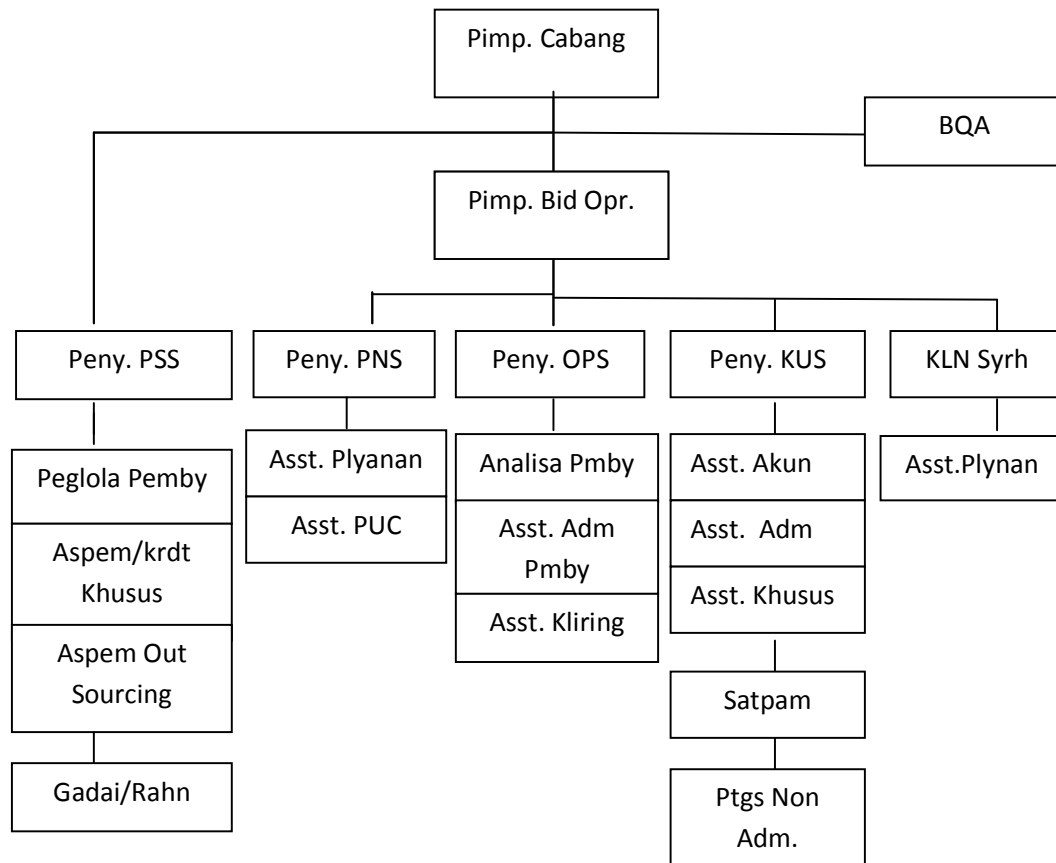 Pimp. Cabang
BQA
Pimp. Bid Opr.
Peny. PSS
Peny. PNS
Peny. OPS
Peny. KUS
KLN Syrh
Peglola Pemby
Aspem/krdt
Khusus
Aspem Out
Sourcing
Gadai/Rahn
Asst. Plyanan
Asst. PUC
Analisa Pmby
Asst. Adm
Pmby
Asst. Kliring
Asst. Akun
Asst. Adm
Asst. Khusus
Satpam
Ptgs Non
Adm.
Asst.Plynan